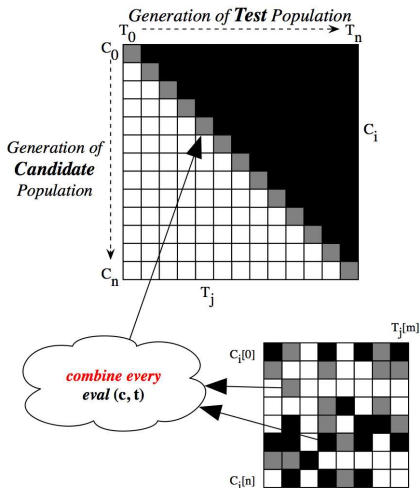 Generation of Test Population
T0 Tn
C0
Generation of
Candidate
Population
Ci
Cn
Tj
combine every
eval (c, t)
Tj[m]
Ci[0]
Ci[n]